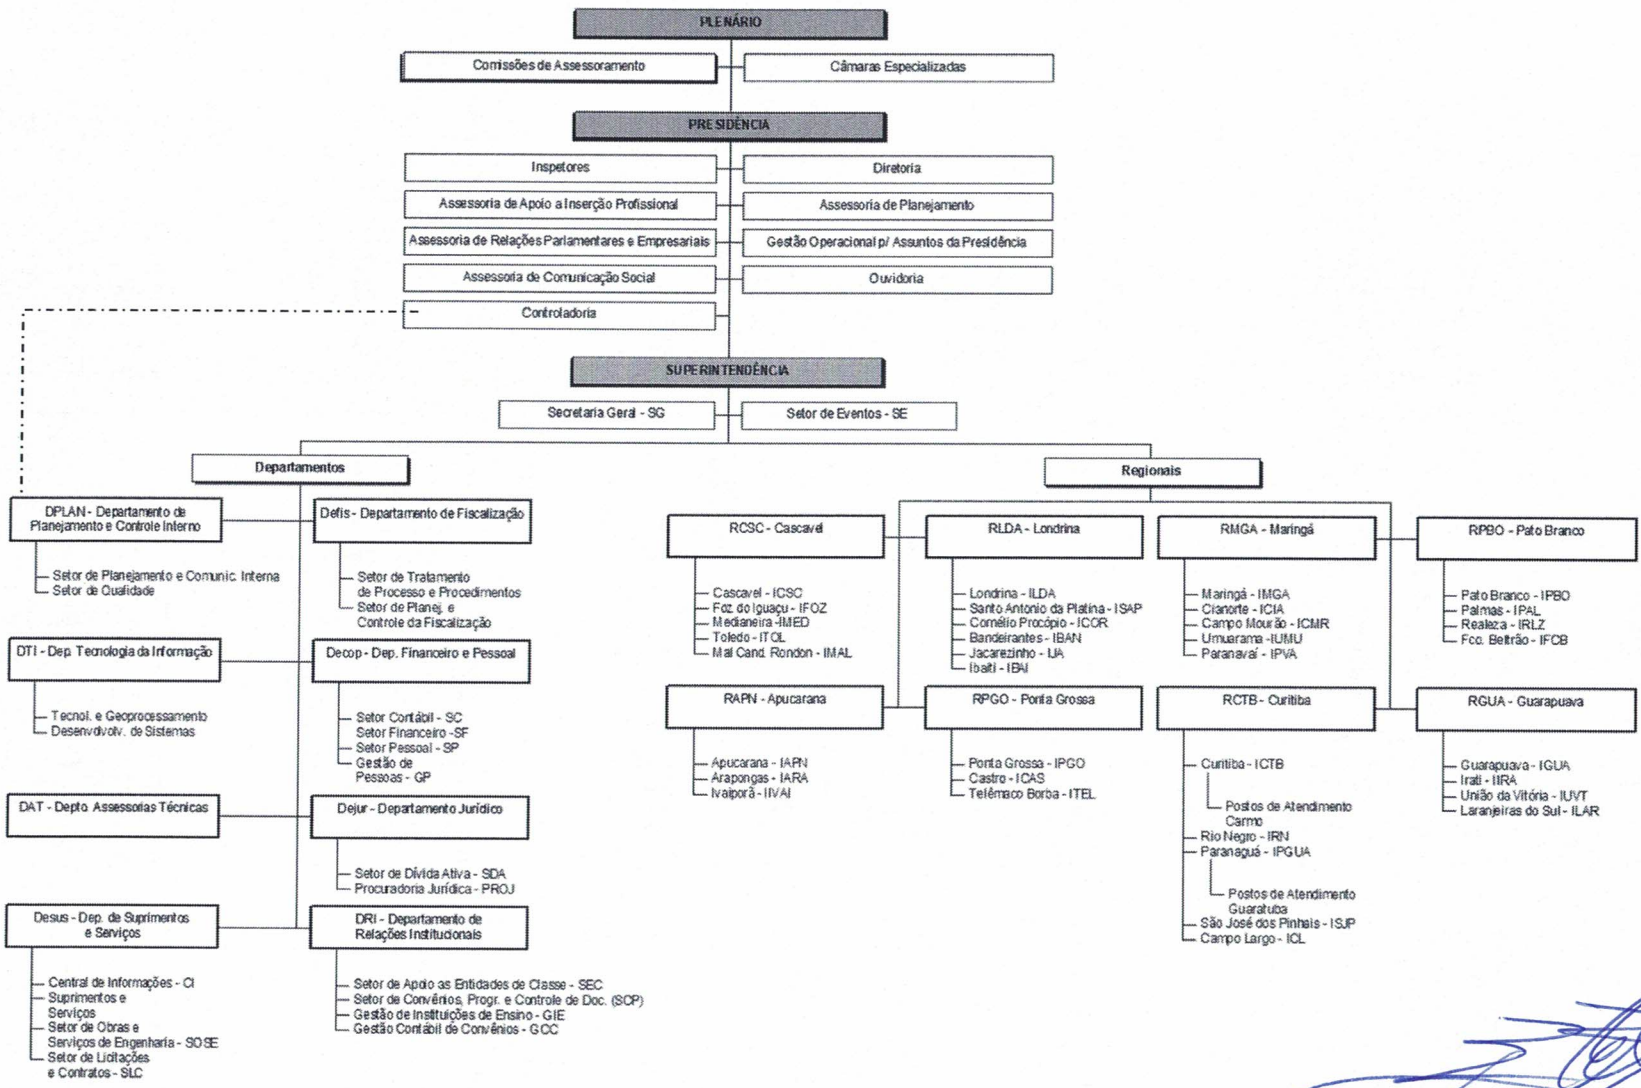 PLENÁRIO
Comissões de Assessoramento
Câmaras Especializadas
PRESIDÊNCIA
Inspetores
Diretoria
Assessoria de Apoio a Inserção Profissional
Assessoria de Planejamento
Assessoria de Relações Parlamentares e Empresariais
Gestão Operacional p/ Assuntos da Presidência
Assessoria de Comunicação Social
Ouvidoria
Controladoria
SUPERINTENDÊNCIA
Secretaria Geral - SG
Setor de Eventos - SE
Departamentos
Regionais
DPLAN - Departamento de
Planejamento e Controle Interno
Setor de Planejamento e Comunic. Interna
Setor de Qualidade
Defis - Departamento de Fiscalização
Setor de Tratamento
de Processo e Procedimentos
Setor de Planej. e
Controle da Fiscalização
DTI - Dep. Tecnologia da Informação
Tecnol. e Geoprocessamento
Desenvolvolv. de Sistemas
Decop - Dep. Financeiro e Pessoal
Setor Contábil - SC
Setor Financeiro -SF
Setor Pessoal - SP
Gestão de
Pessoas - GP
DAT - Depto. Assessorias Técnicas
Dejur - Departamento Jurídico
Setor de Dívida Ativa - SDA
Procuradoria Jurídica - PROJ
Desus - Dep. de Suprimentos
e Serviços
Central de Informações - CI
Suprimentos e
Serviços
Setor de Obras e
Serviços de Engenharia - SOSE
Setor de Licitações
e Contratos - SLC
DRI - Departamento de
Relações Institucionais
Setor de Apoio as Entidades de Classe - SEC
Setor de Convênios, Progr. e Controle de Doc. (SCP)
Gestão de Instituições de Ensino - GIE
Gestão Contábil de Convênios - GCC
RCSC - Cascavel
Cascavel - ICSC
Foz do Iguaçu - IFOZ
Medianeira -IMED
Toledo - ITOL
Mal Cand. Rondon - IMAL
RLDA - Londrina
Londrina - ILDA
Santo Antonio da Platina - ISAP
Cornélio Procópio - ICOR
Bandeirantes - IBAN
Jacarezinho - IJA
Ibaiti - IBAI
RMGA - Maringá
Maringá - IMGA
Cianorte - ICIA
Campo Mourão - ICMR
Umuarama -IUMU
Paranavaí - IPVA
RPBO - Pato Branco
Pato Branco - IPBO
Palmas - IPAL
Realeza - IRLZ
Fco. Beltrão - IFCB
RAPN - Apucarana
Apucarana - IAPN
Arapongas - IARA
Ivaiporã - IIVAI
RPGO - Ponta Grossa
Ponta Grossa - IPGO
Castro - ICAS
Telêmaco Borba - ITEL
RCTB - Curitiba
Curitiba - ICTB
Postos de Atendimento
Carmo
Rio Negro - IRN
Paranaguá - IPGUA
Postos de Atendimento
Guaratuba
São José dos Pinhais - ISJP
Campo Largo - ICL
RGUA - Guarapuava
Guarapuava - IGUA
Irati - IIRA
União da Vitória - IUVT
Laranjeiras do Sul - ILAR